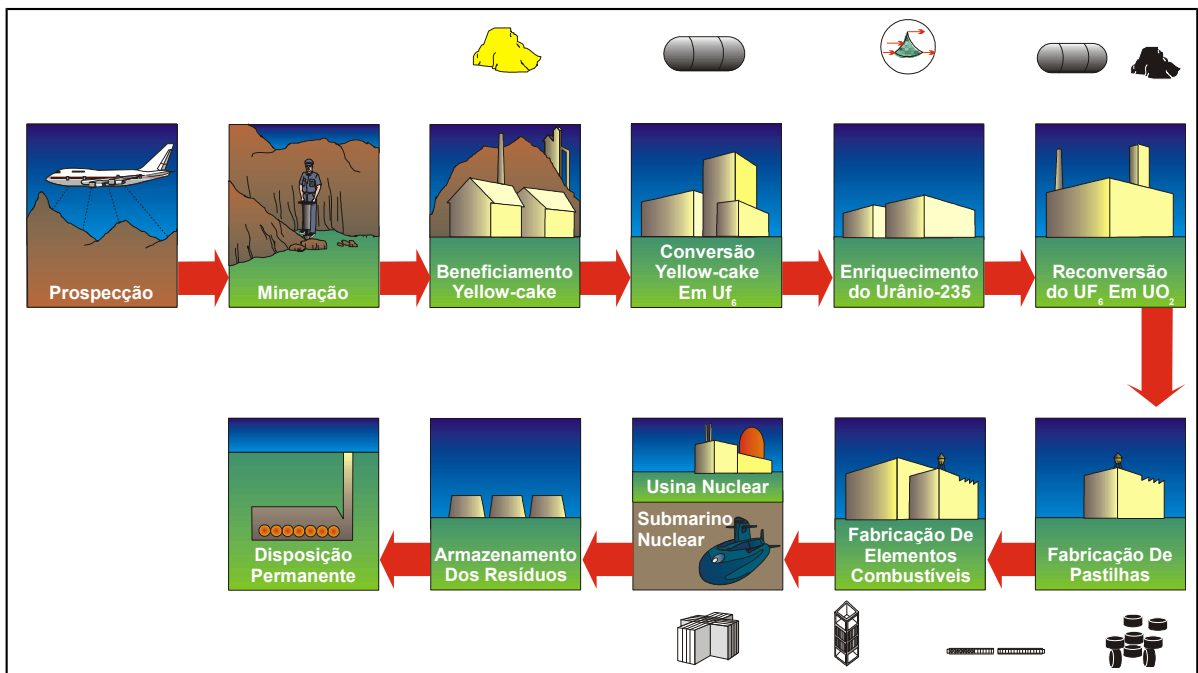 Prospecção
Mineração
Beneficiamento
Yellow-cake
Conversão
Yellow-cake
Em Uf₆
Enriquecimento
do Urânio-235
Reconversão
do UF₆ Em UO₂
Disposição
Permanente
Armazenamento
Dos Resíduos
Usina Nuclear
Submarino
Nuclear
Fabricação De
Elementos
Combustíveis
Fabricação De
Pastilhas